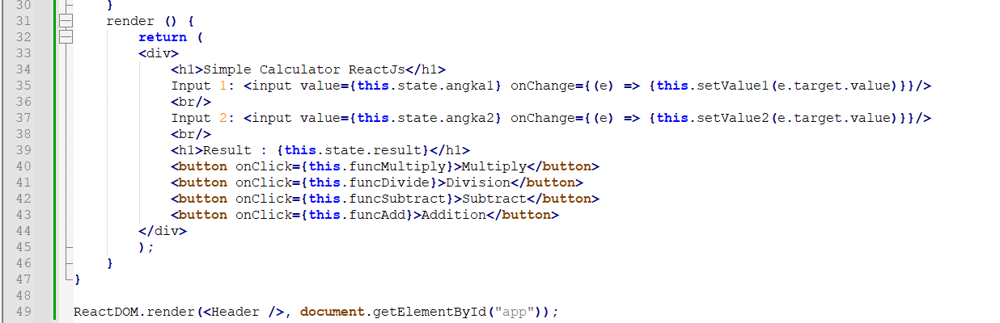 30 }
31 render () {
32 return (
33 <div>
34 <h1>Simple Calculator ReactJs</h1>
35 Input 1: <input value={this.state.angka1} onChange={(e) => {this.setValue1(e.target.value)}}/>
36 <br/>
37 Input 2: <input value={this.state.angka2} onChange={(e) => {this.setValue2(e.target.value)}}/>
38 <br/>
39 <h1>Result : {this.state.result}</h1>
40 <button onClick={this.funcMultiply}>Multiply</button>
41 <button onClick={this.funcDivide}>Division</button>
42 <button onClick={this.funcSubtract}>Subtract</button>
43 <button onClick={this.funcAdd}>Addition</button>
44 </div>
45 );
46 }
47 }
48
49 ReactDOM.render(<Header />, document.getElementById("app"));